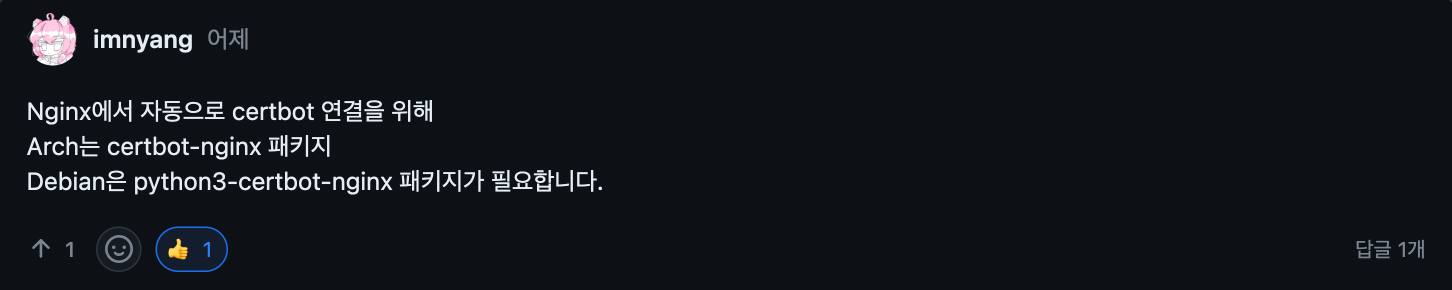 imnyang 어제
Nginx에서 자동으로 certbot 연결을 위해
Arch는 certbot-nginx 패키지
Debian은 python3-certbot-nginx 패키지가 필요합니다.
↑ 1 👍 1 답글 1개